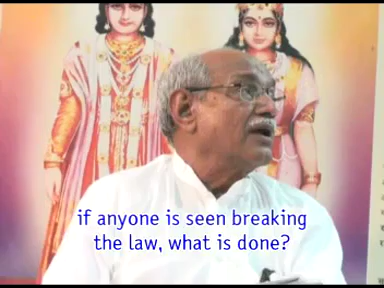 if anyone is seen breaking
the law, what is done?